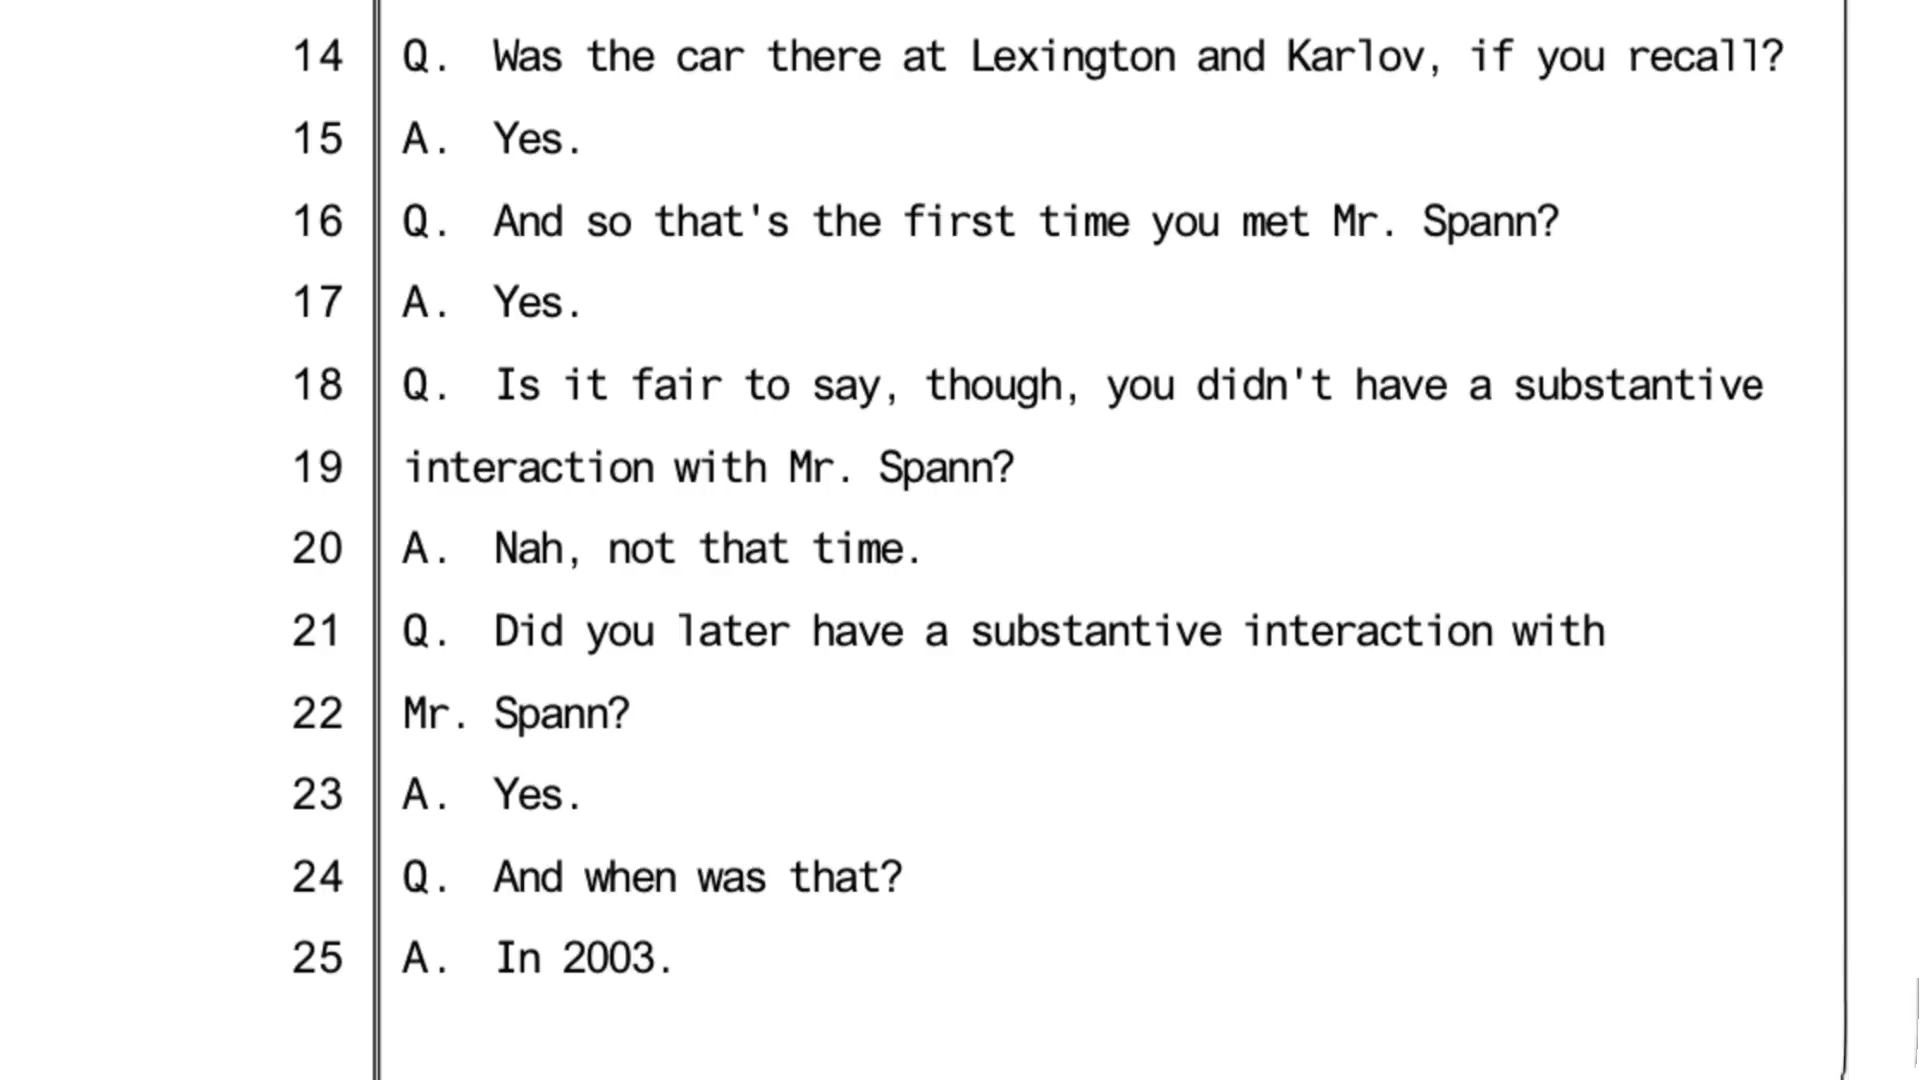 14 Q. Was the car there at Lexington and Karlov, if you recall?
15 A. Yes.
16 Q. And so that's the first time you met Mr. Spann?
17 A. Yes.
18 Q. Is it fair to say, though, you didn't have a substantive
19 interaction with Mr. Spann?
20 A. Nah, not that time.
21 Q. Did you later have a substantive interaction with
22 Mr. Spann?
23 A. Yes.
24 Q. And when was that?
25 A. In 2003.